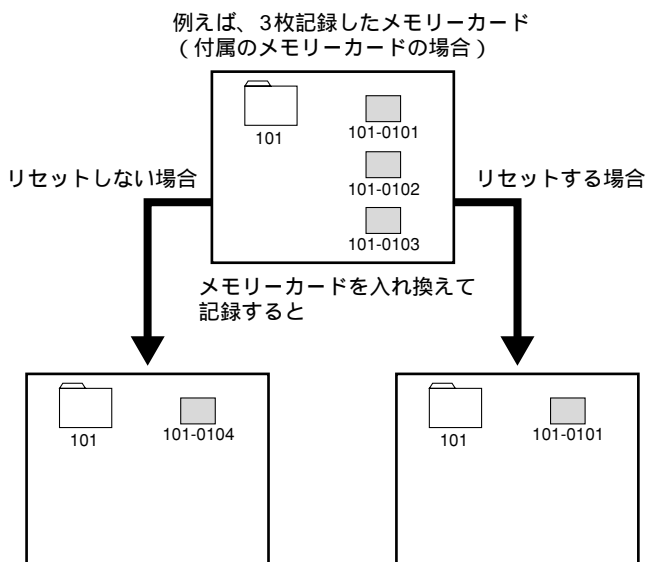 例えば、3枚記録したメモリーカード
(付属のメモリーカードの場合)
101
101-0101
101-0102
101-0103
リセットしない場合
リセットする場合
メモリーカードを入れ換えて
記録すると
101
101-0104
101
101-0101